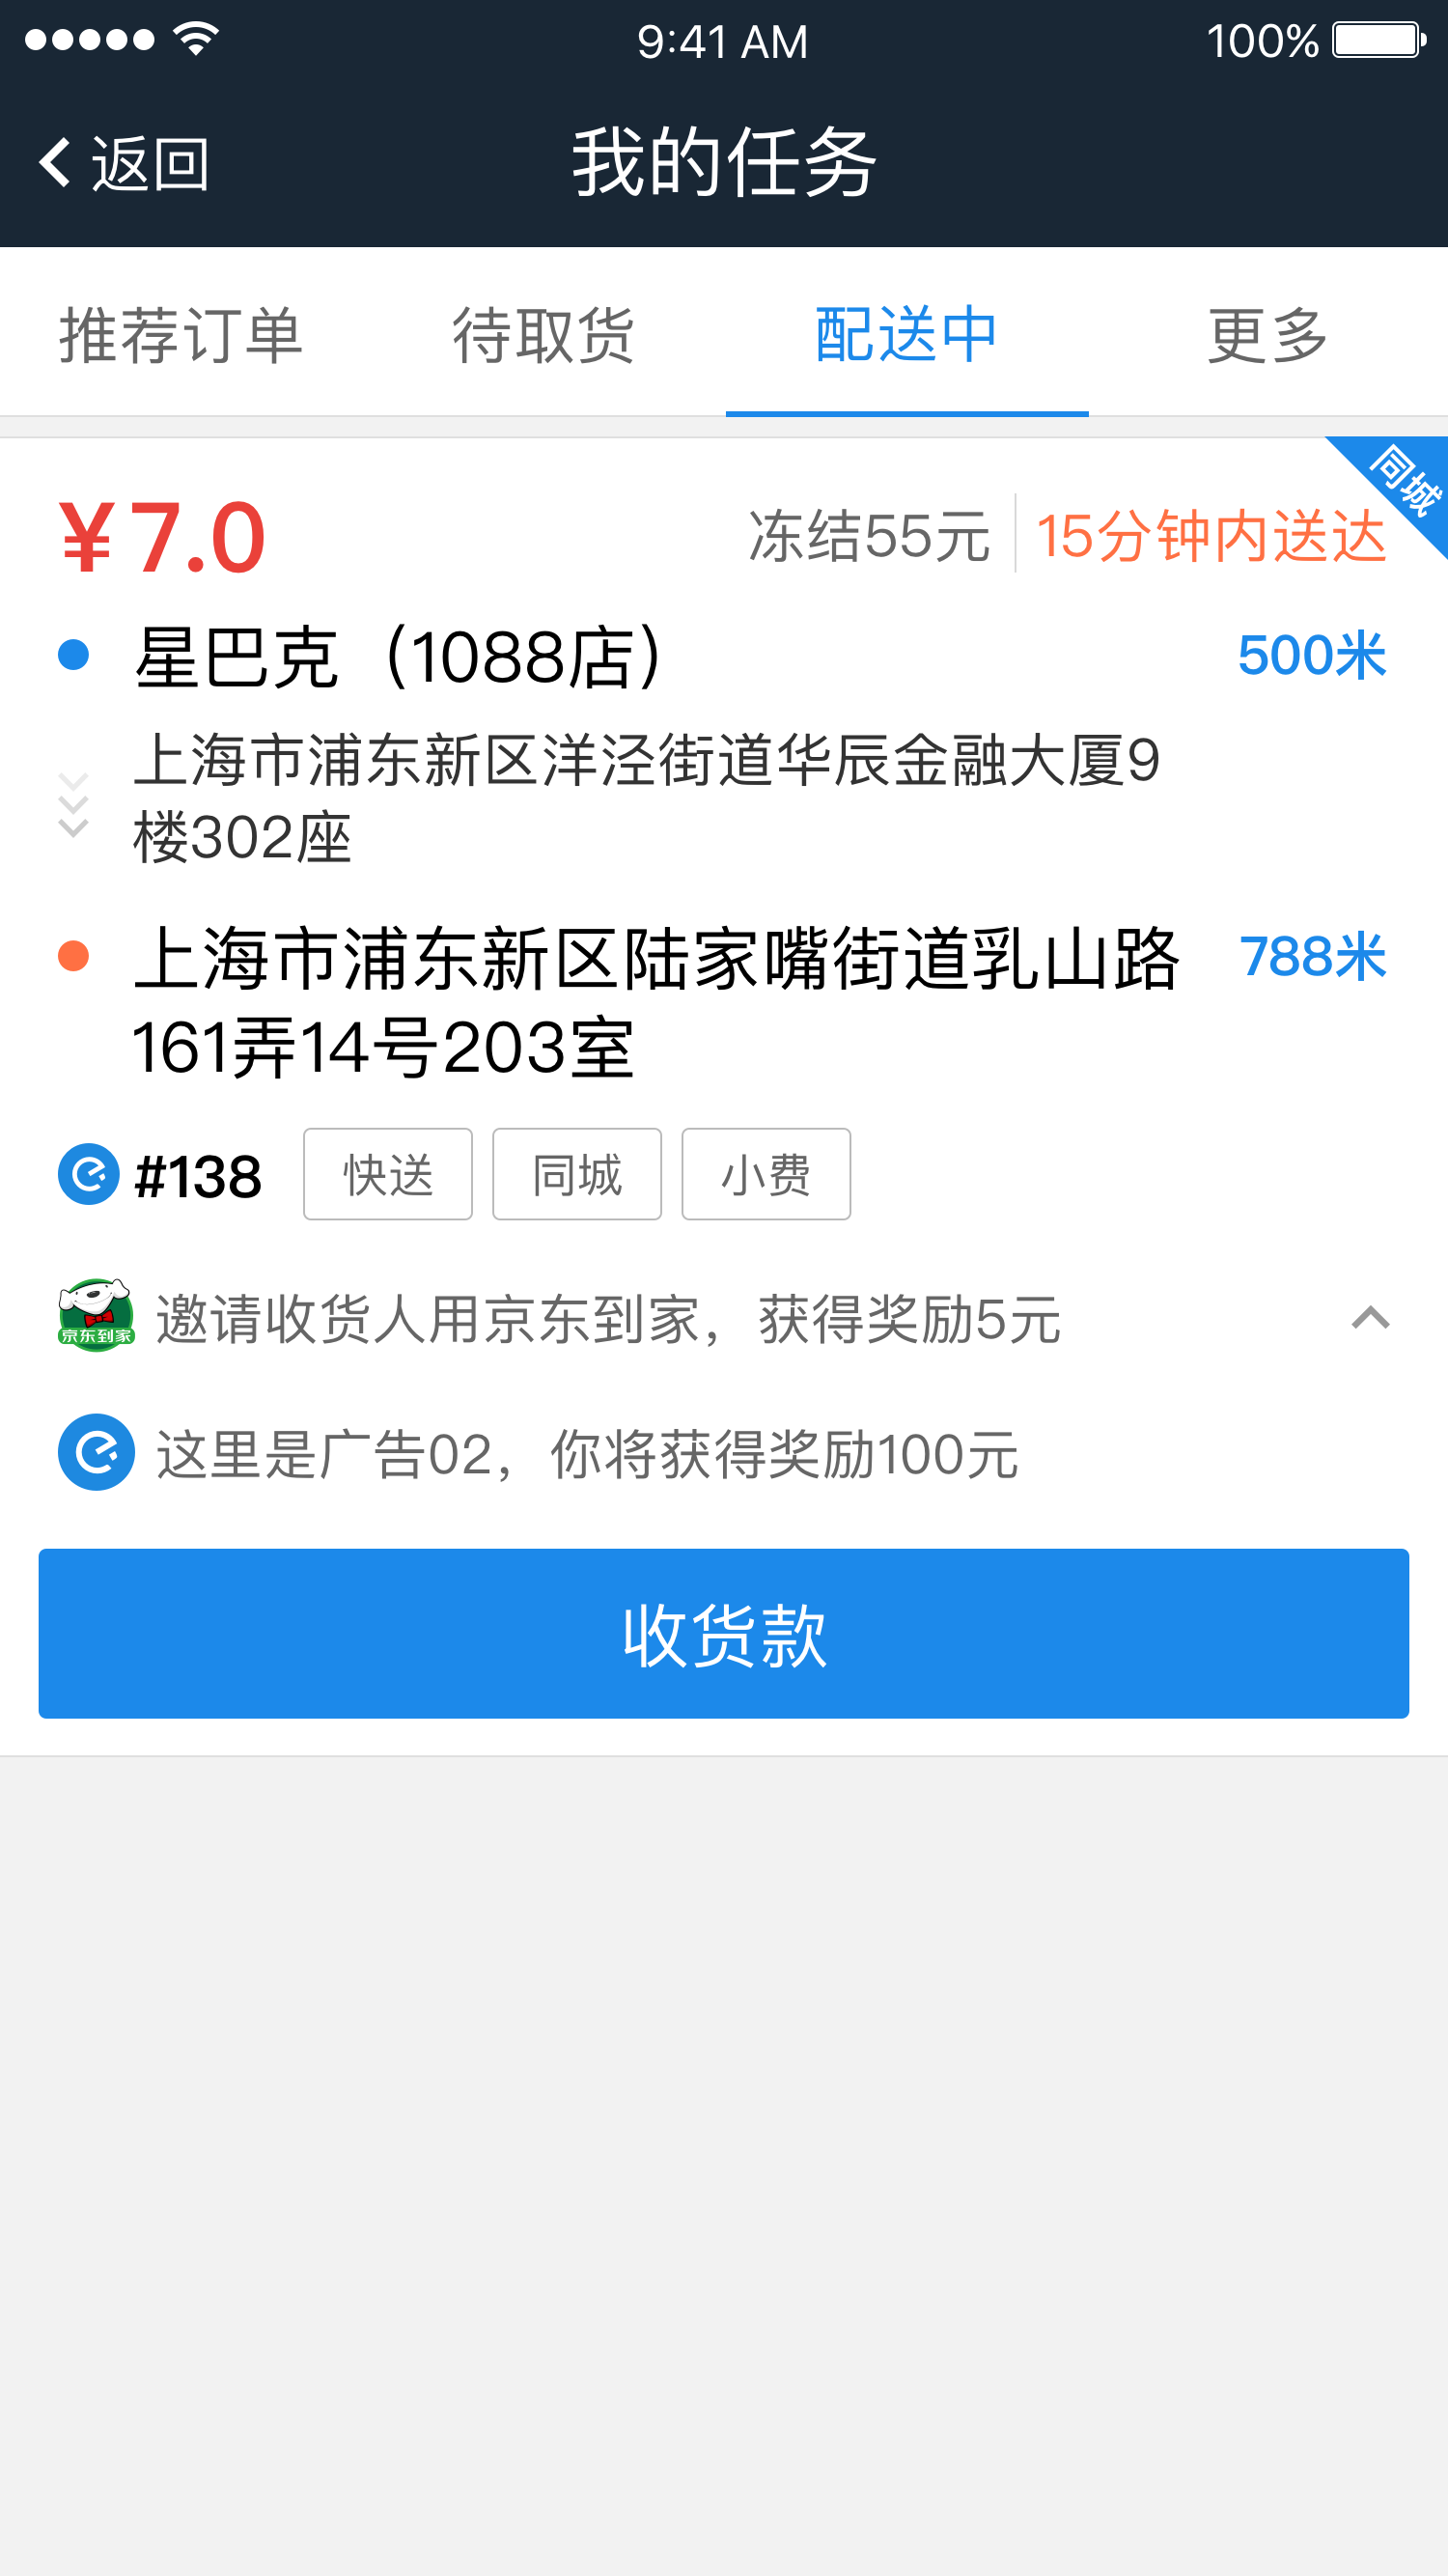 9:41 AM
100%
返回
我的任务
推荐订单
待取货
配送中
更多
同城
¥7.0
冻结55元
15分钟内送达
星巴克（1088店）
500米
上海市浦东新区洋泾街道华辰金融大厦9
楼302座
上海市浦东新区陆家嘴街道乳山路
788米
161弄14号203室
#138
快送
同城
小费
京东到家
邀请收货人用京东到家，获得奖励5元
这里是广告02，你将获得奖励100元
收货款